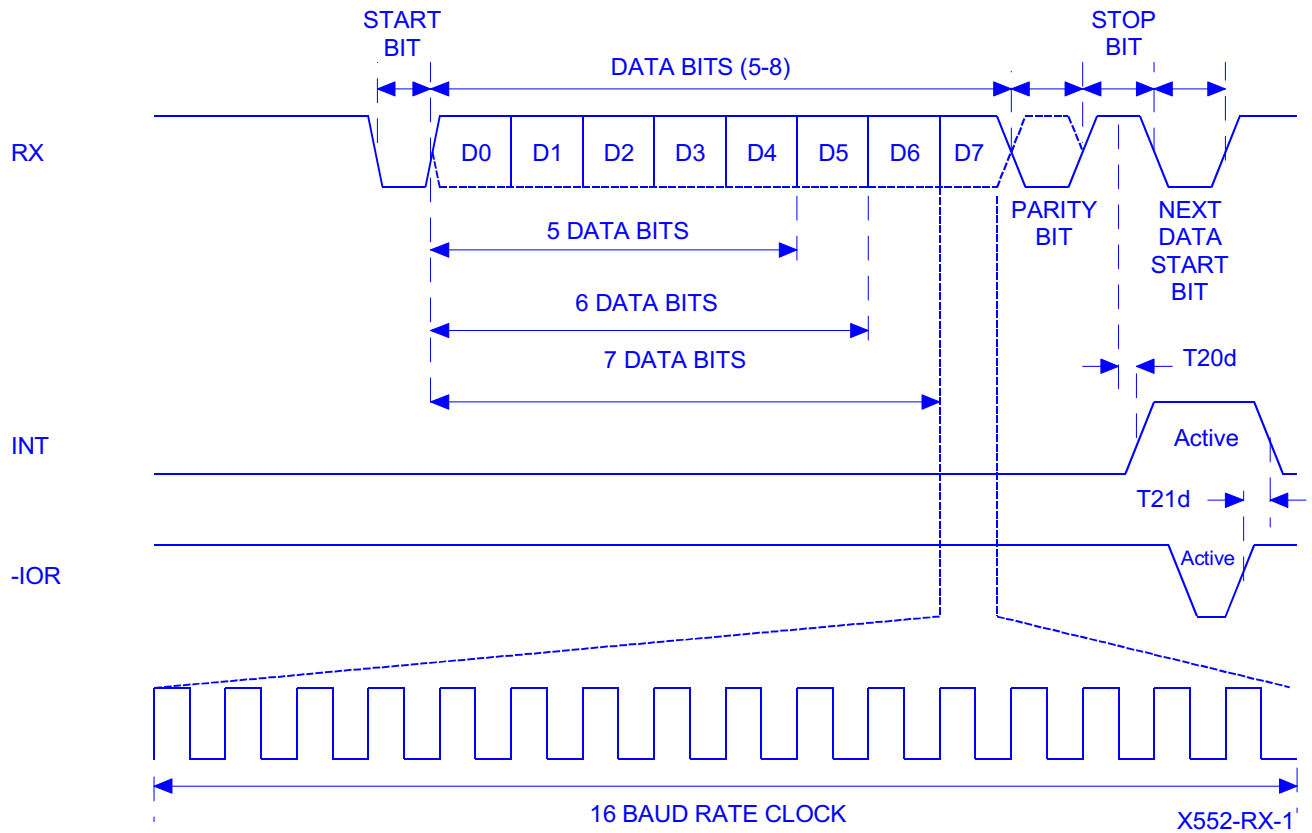 START
BIT
DATA BITS (5-8)
STOP
BIT
RX
D0 D1 D2 D3 D4 D5 D6 D7
PARITY
BIT
NEXT
DATA
START
BIT
5 DATA BITS
6 DATA BITS
7 DATA BITS
T20d
INT
Active
T21d
-IOR
Active
16 BAUD RATE CLOCK
X552-RX-1